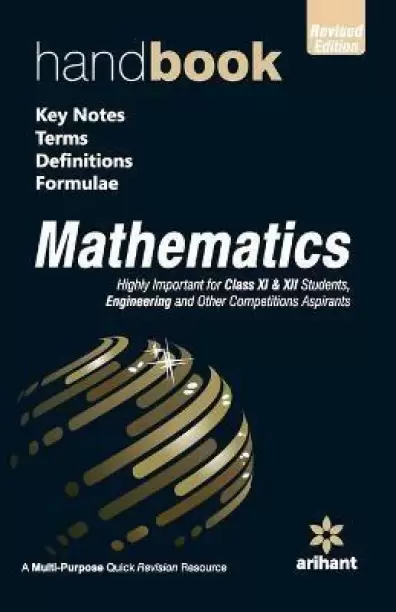 Revised
Edition
handbook
Key Notes
Terms
Definitions
Formulae
Mathematics
Highly Important for Class XI & XII Students,
Engineering and Other Competitions Aspirants
A Multi-Purpose Quick Revision Resource
arihant